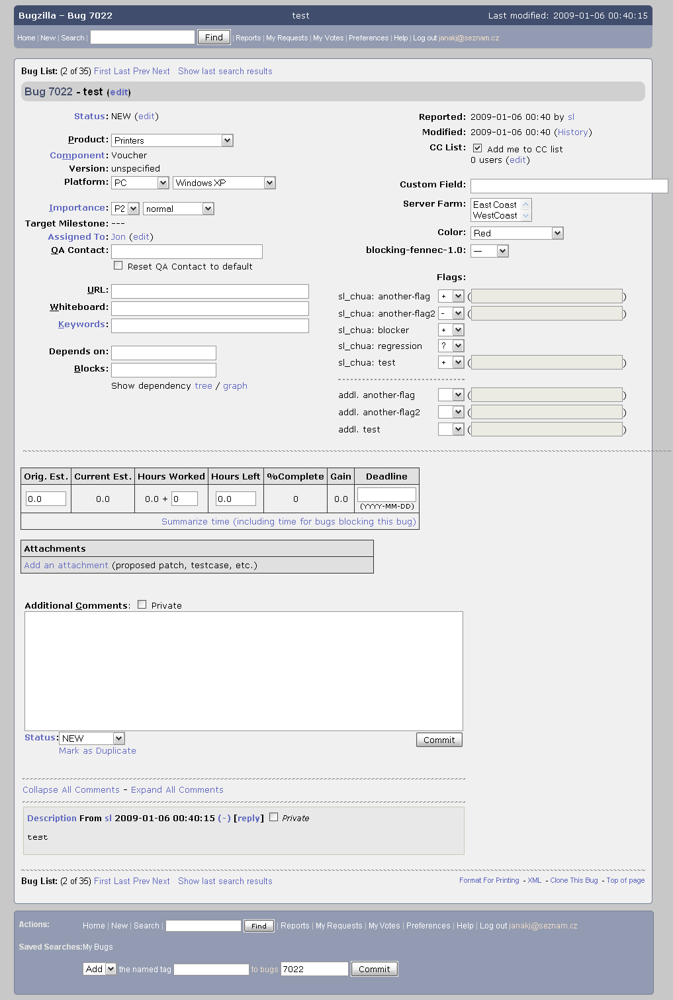 Bugzilla – Bug 7022 test Last modified: 2009-01-06 00:40:15
Home | New | Search | Find | Reports | My Requests | My Votes | Preferences | Help | Log out janakj@seznam.cz
Bug List: (2 of 35) First Last Prev Next Show last search results
Bug 7022 - test (edit)
Status: NEW (edit)
Product: Printers
Component: Voucher
Version: unspecified
Platform: PC Windows XP
Importance: P2 normal
Target Milestone: ---
Assigned To: Jon (edit)
QA Contact:
Reset QA Contact to default
URL:
Whiteboard:
Keywords:
Depends on:
Blocks:
Show dependency tree / graph
Reported: 2009-01-06 00:40 by sl
Modified: 2009-01-06 00:40 (History)
CC List: Add me to CC list
0 users (edit)
Custom Field:
Server Farm: East Coast
WestCoast
Color: Red
blocking-fennec-1.0: —
Flags:
sl_chua: another-flag + ( )
sl_chua: another-flag2 - ( )
sl_chua: blocker +
sl_chua: regression ?
sl_chua: test + ( )
addl. another-flag ( )
addl. another-flag2 ( )
addl. test ( )
Orig. Est. Current Est. Hours Worked Hours Left %Complete Gain Deadline
0.0 0.0 0.0 + 0 0.0 0 0.0
(YYYY-MM-DD)
Summarize time (including time for bugs blocking this bug)
Attachments
Add an attachment (proposed patch, testcase, etc.)
Additional Comments: Private
Status: NEW Commit
Mark as Duplicate
Collapse All Comments - Expand All Comments
Description From sl 2009-01-06 00:40:15 (-) [reply] Private
test
Bug List: (2 of 35) First Last Prev Next Show last search results Format For Printing - XML - Clone This Bug - Top of page
Actions: Home | New | Search | Find | Reports | My Requests | My Votes | Preferences | Help | Log out janakj@seznam.cz
Saved Searches: My Bugs
Add the named tag to bugs 7022 Commit